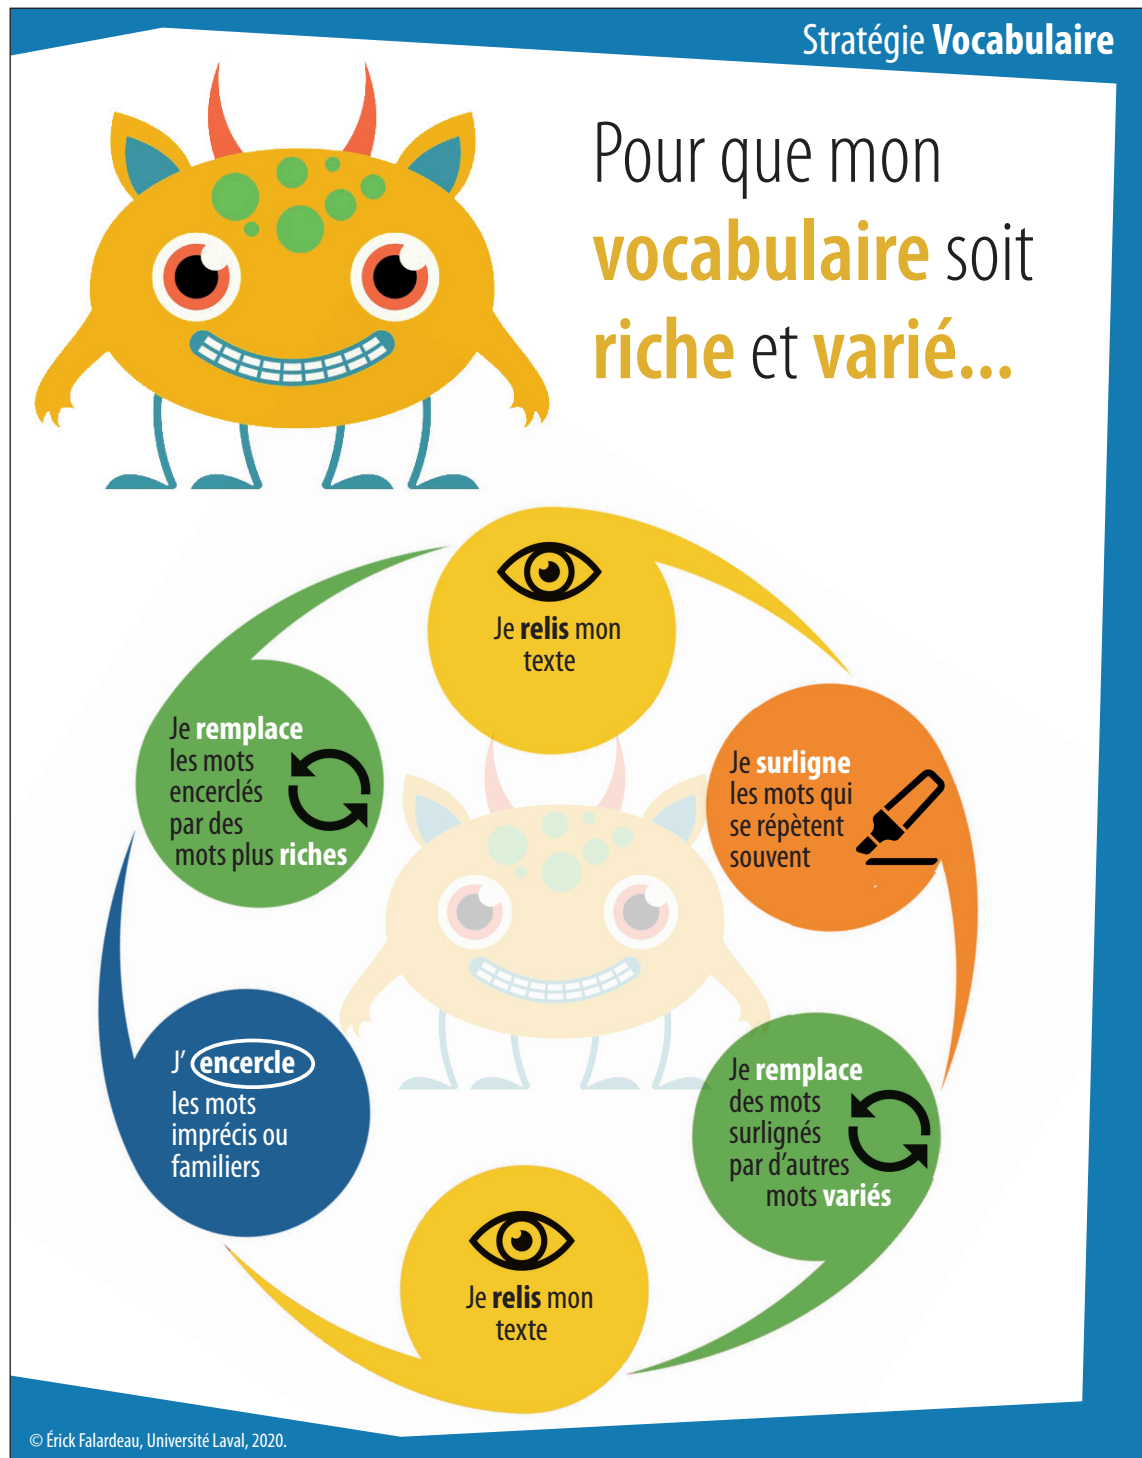 Stratégie Vocabulaire
Pour que mon
vocabulaire soit
riche et varié...
Je relis mon
texte
Je surligne
les mots qui
se répètent
souvent
Je remplace
des mots
surlignés
par d'autres
mots variés
Je relis mon
texte
J' encercle
les mots
imprécis ou
familiers
Je remplace
les mots
encerclés
par des
mots plus riches
© Érick Falardeau, Université Laval, 2020.